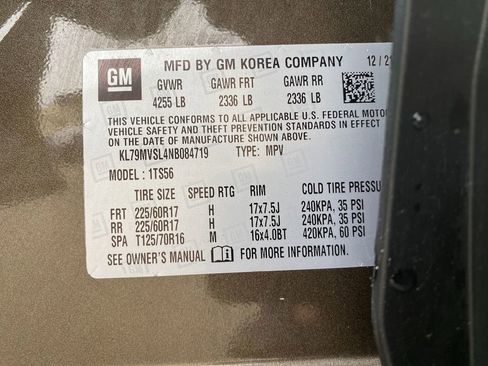 GM
MFD BY GM KOREA COMPANY 12/21
GVWR GAWR FRT GAWR RR
4255 LB 2336 LB 2336 LB
THIS VEHICLE CONFORMS TO ALL APPLICABLE U.S. FEDERAL MOTOR
VEHICLE SAFETY AND THEFT PREVENTION STANDARDS IN EFFECT
ON THE DATE OF MANUFACTURE SHOWN ABOVE.
KL79MVSL4NB084719 TYPE: MPV
MODEL : 1TS56
TIRE SIZE SPEED RTG RIM COLD TIRE PRESSU
FRT 225/60R17 H 17x7.5J 240KPA, 35 PSI
RR 225/60R17 H 17x7.5J 240KPA, 35 PSI
SPA T125/70R16 M 16x4.0BT 420KPA, 60 PSI
SEE OWNER'S MANUAL FOR MORE INFORMATION.